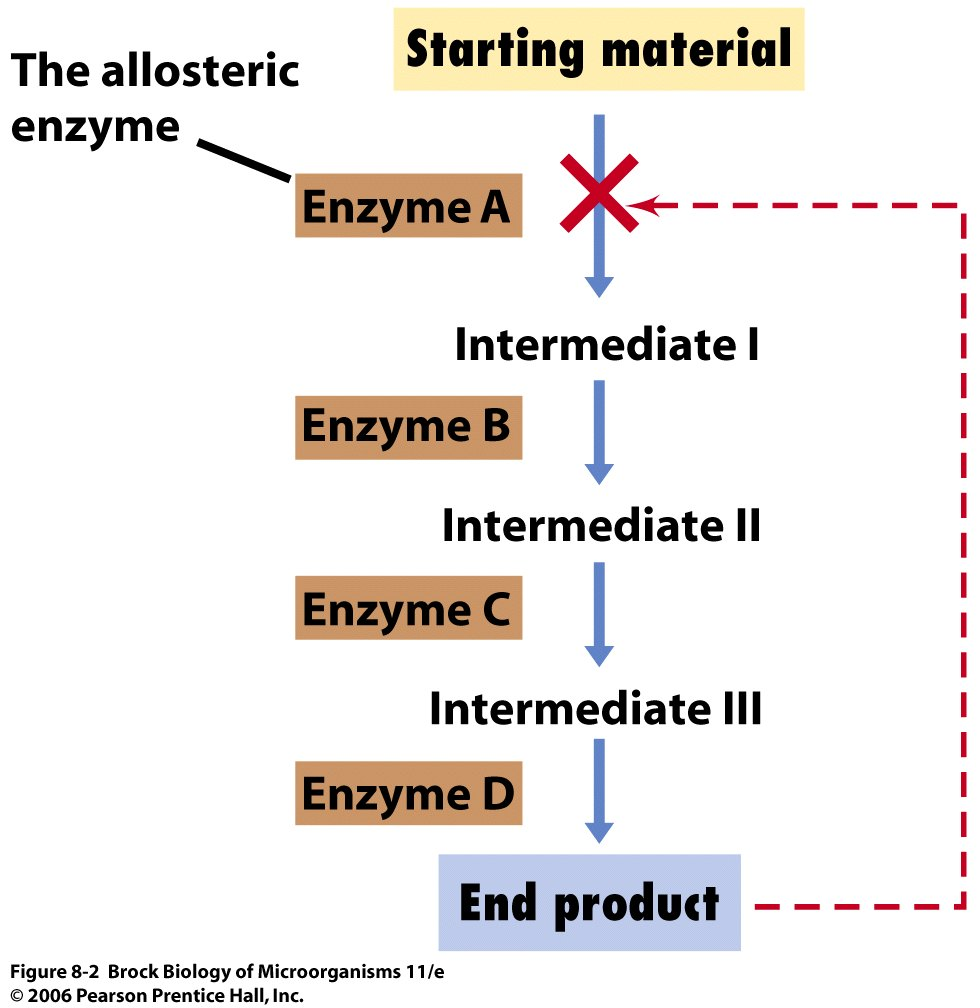 Starting material
The allosteric
enzyme
Enzyme A
Intermediate I
Enzyme B
Intermediate II
Enzyme C
Intermediate III
Enzyme D
End product
Figure 8-2 Brock Biology of Microorganisms 11/e
© 2006 Pearson Prentice Hall, Inc.